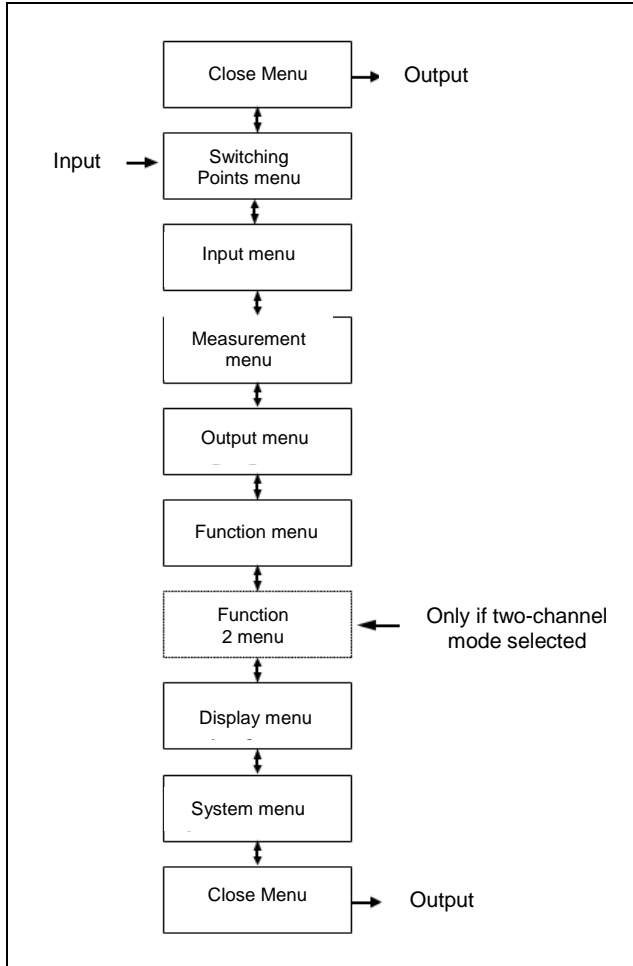 Close Menu
Output
Input
Switching
Points menu
Input menu
Measurement
menu
Output menu
Function menu
Function
2 menu
Only if two-channel
mode selected
Display menu
System menu
Close Menu
Output